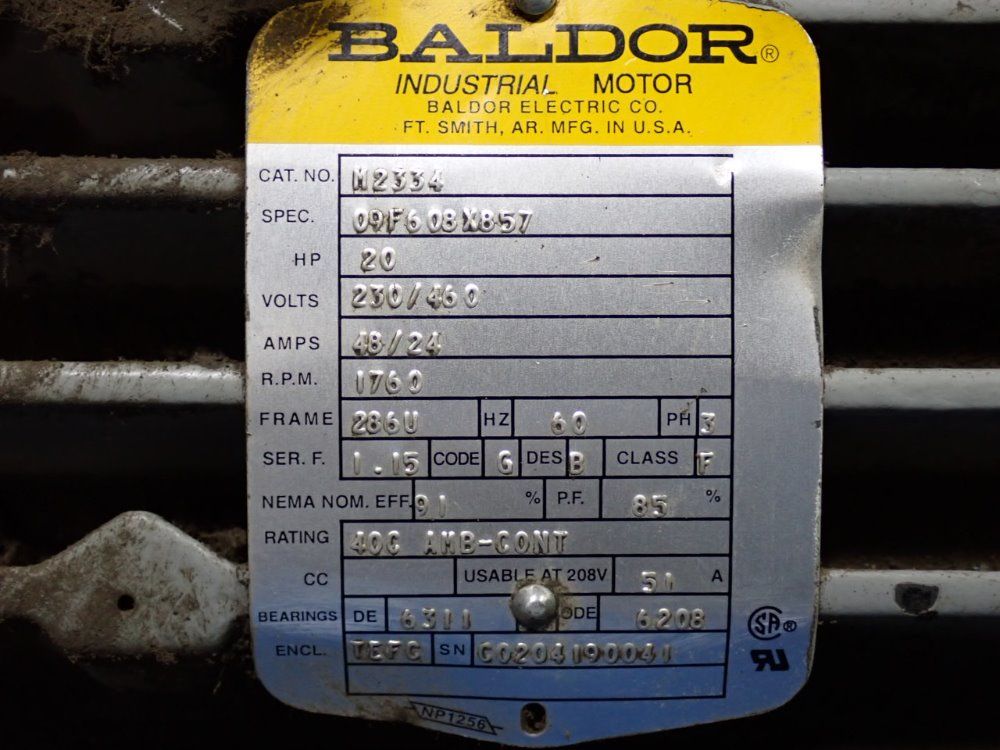 BALDOR®
INDUSTRIAL MOTOR
BALDOR ELECTRIC CO.
FT. SMITH, AR. MFG. IN U.S.A.
CAT. NO. M2334
SPEC. 09F608X857
HP 20
VOLTS 230/460
AMPS 48/24
R.P.M. 1760
FRAME 286U HZ 60 PH 3
SER. F. 1.15 CODE G DES B CLASS F
NEMA NOM. EFF. 91 % P.F. 85 %
RATING 40C AMB-CONT
CC USABLE AT 208V 51 A
BEARINGS DE 6311 ODE 6208
ENCL. TEFC SN C0204190041
SA®
RU
NP1256